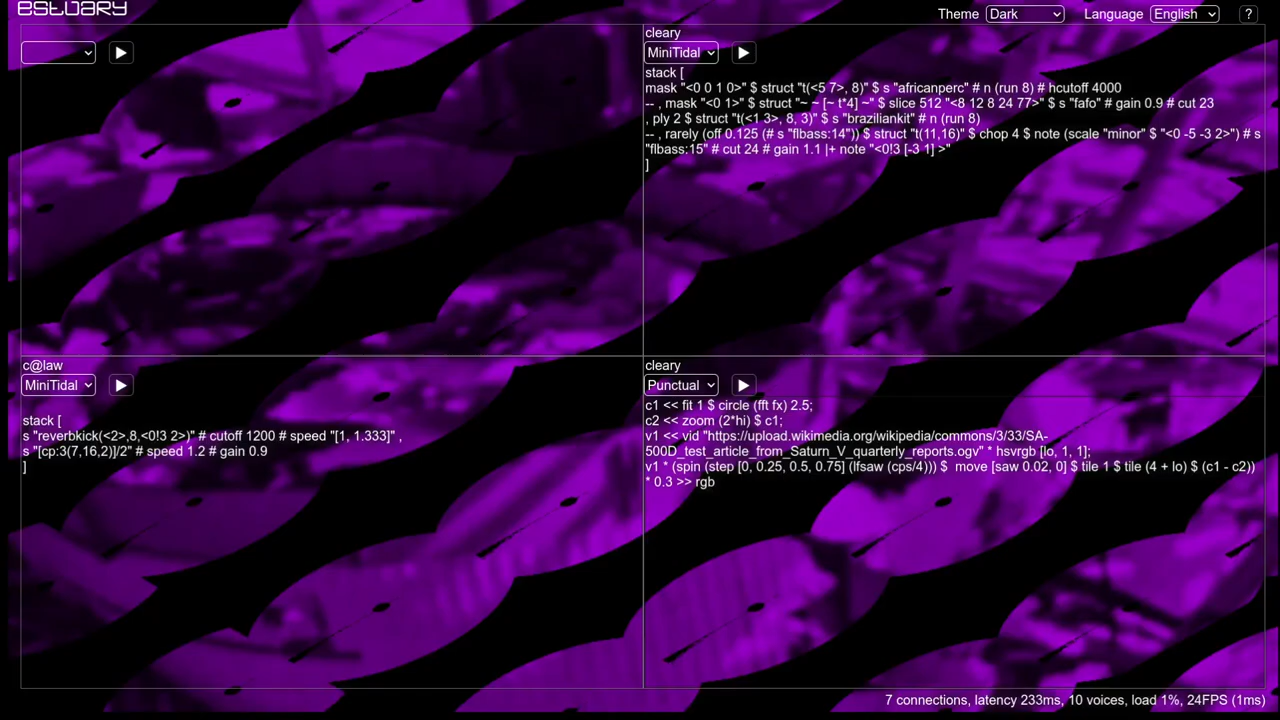 estuary
Theme Dark Language English ?
cleary
MiniTidal
stack [
mask "<0 0 1 0>" $ struct "t(<5 7>, 8)" $ s "africanperc" # n (run 8) # hcutoff 4000
-- , mask "<0 1>" $ struct "~ ~ [~ t*4] ~" $ slice 512 "<8 12 8 24 77>" $ s "fafo" # gain 0.9 # cut 23
, ply 2 $ struct "t(<1 3>, 8, 3)" $ s "braziliankit" # n (run 8)
-- , rarely (off 0.125 (# s "flbass:14")) $ struct "t(11,16)" $ chop 4 $ note (scale "minor" $ "<0 -5 -3 2>") # s
"flbass:15" # cut 24 # gain 1.1 |+ note "<0!3 [-3 1] >"
]
c@law
MiniTidal
stack [
s "reverbkick(<2>,8,<0!3 2>)" # cutoff 1200 # speed "[1, 1.333]" ,
s "[cp:3(7,16,2)]/2" # speed 1.2 # gain 0.9
]
cleary
Punctual
c1 << fit 1 $ circle (fft fx) 2.5;
c2 << zoom (2*hi) $ c1;
v1 << vid "https://upload.wikimedia.org/wikipedia/commons/3/33/SA-
500D_test_article_from_Saturn_V_quarterly_reports.ogv" * hsvrgb [lo, 1, 1];
v1 * (spin (step [0, 0.25, 0.5, 0.75] (lfsaw (cps/4))) $  move [saw 0.02, 0] $ tile 1 $ tile (4 + lo) $ (c1 - c2))
* 0.3 >> rgb
7 connections, latency 233ms, 10 voices, load 1%, 24FPS (1ms)